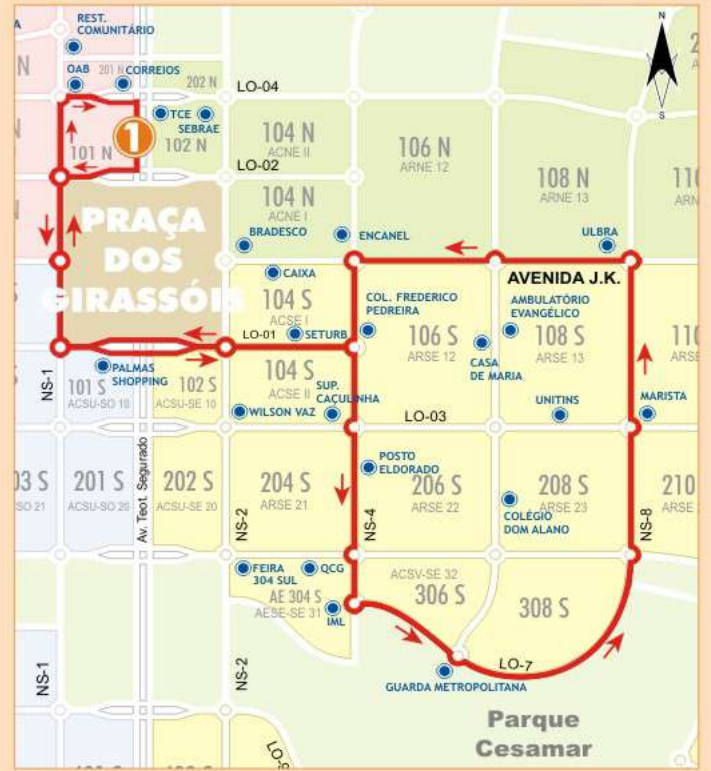 REST.
COMUNITÁRIO
N
OAB
201 N
CORREIOS
202 N
LO-04
TCE
SEBRAE
1
101 N
102 N
104 N
ACNE II
106 N
ARNE 12
LO-02
108 N
ARNE 13
104 N
ACNE I
PRAÇA
DOS
GIRASSÓIS
BRADESCO
ENCANEL
ULBRA
CAIXA
AVENIDA J.K.
104 S
ACSE I
SETURB
COL. FREDERICO
PEDREIRA
AMBULATÓRIO
EVANGÉLICO
LO-01
106 S
ARSE 12
CASA
DE MARIA
108 S
ARSE 13
NS-1
PALMAS
SHOPPING
101 S
ACSU-SO 10
102 S
ACSU-SE 10
104 S
ACSE II
SUP.
CAÇULINHA
WILSON VAZ
LO-03
UNITINS
MARISTA
201 S
ACSU-SO 20
Av. Teot. Segurado
202 S
ACSU-SE 20
NS-2
204 S
ARSE 21
POSTO
ELDORADO
NS-4
206 S
ARSE 22
208 S
ARSE 23
COLÉGIO
DOM ALANO
NS-8
210
ARSE
FEIRA
304 SUL
QCG
AE 304 S
AESE-SE 31
IML
ACSV-SE 32
306 S
308 S
NS-1
NS-2
LO-7
GUARDA METROPOLITANA
Parque
Cesamar
N
S